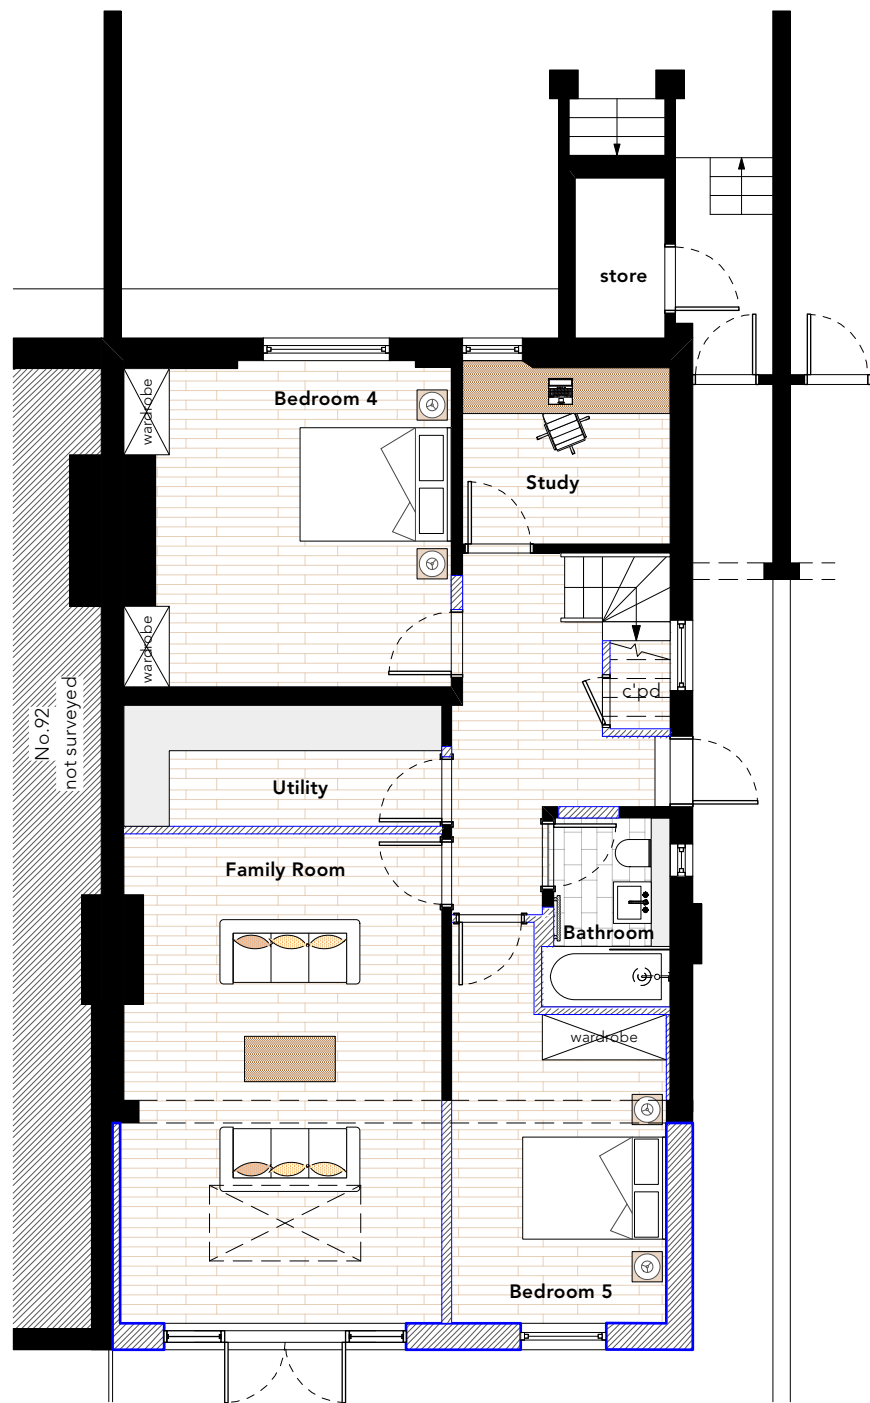 store
Bedroom 4
wardrobe
Study
wardrobe
c'pd
No.92
not surveyed
Utility
Family Room
Bathroom
wardrobe
Bedroom 5